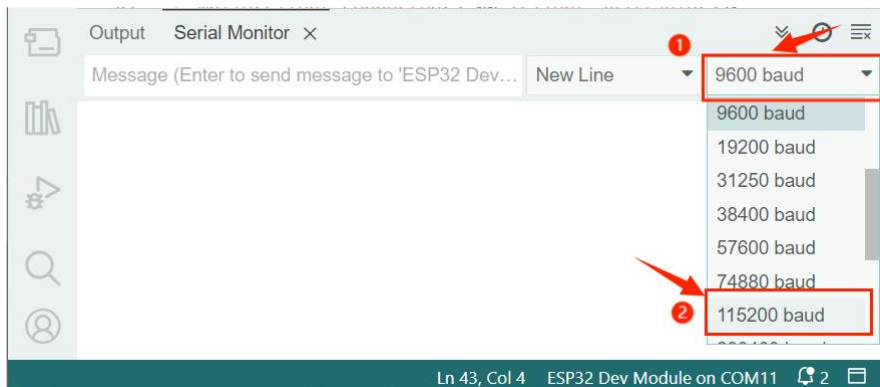 Output Serial Monitor ×
1
Message (Enter to send message to 'ESP32 Dev... New Line 9600 baud
9600 baud
19200 baud
31250 baud
38400 baud
57600 baud
74880 baud
2 115200 baud
Ln 43, Col 4 ESP32 Dev Module on COM11 2